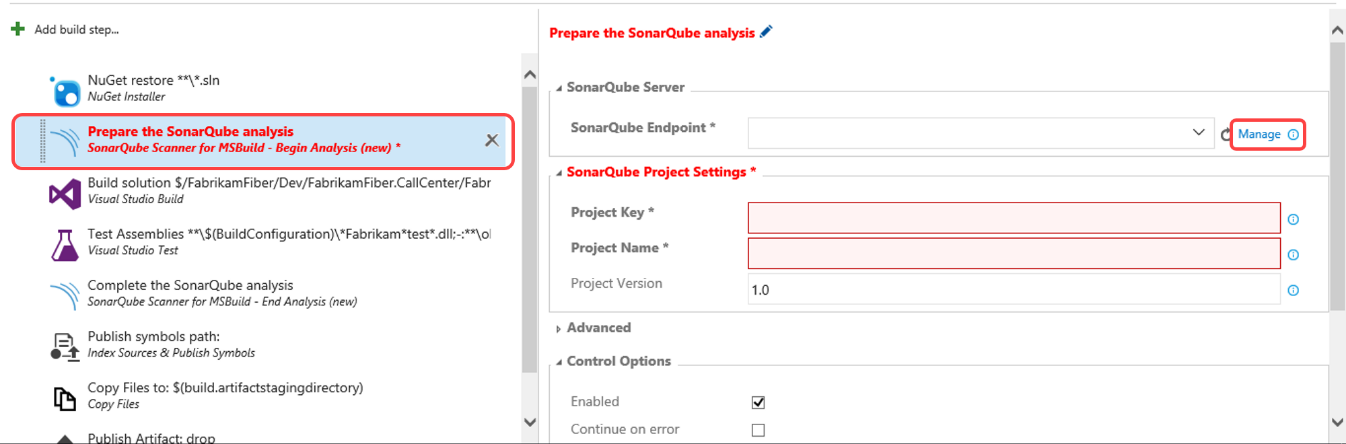 Add build step...
NuGet restore **\*.sln
NuGet Installer
Prepare the SonarQube analysis
SonarQube Scanner for MSBuild - Begin Analysis (new) *
Build solution $/FabrikamFiber/Dev/FabrikamFiber.CallCenter/Fabr
Visual Studio Build
Test Assemblies **\$(BuildConfiguration)\*Fabrikam*test*.dll;-:**\ol
Visual Studio Test
Complete the SonarQube analysis
SonarQube Scanner for MSBuild - End Analysis (new)
Publish symbols path:
Index Sources & Publish Symbols
Copy Files to: $(build.artifactstagingdirectory)
Copy Files
Publish Artifact: drop
Prepare the SonarQube analysis
SonarQube Server
SonarQube Endpoint *
Manage
SonarQube Project Settings *
Project Key *
Project Name *
Project Version
1.0
Advanced
Control Options
Enabled
Continue on error